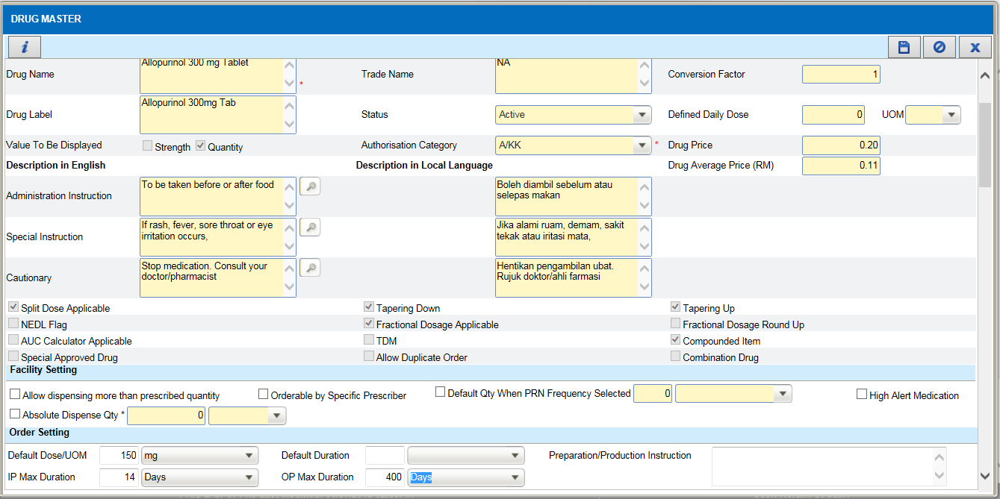 DRUG MASTER
i
Drug Name
Allopurinol 300 mg Tablet
*
Trade Name
NA
Conversion Factor
1
Drug Label
Allopurinol 300mg Tab
Status
Active
Defined Daily Dose
0
UOM
Value To Be Displayed
Strength
Quantity
Authorisation Category
A/KK
*
Drug Price
0.20
Description in English
Description in Local Language
Drug Average Price (RM)
0.11
Administration Instruction
To be taken before or after food
Boleh diambil sebelum atau
selepas makan
Special Instruction
If rash, fever, sore throat or eye
irritation occurs,
Jika alami ruam, demam, sakit
tekak atau iritasi mata,
Cautionary
Stop medication. Consult your
doctor/pharmacist
Hentikan pengambilan ubat.
Rujuk doktor/ahli farmasi
Split Dose Applicable
Tapering Down
Tapering Up
NEDL Flag
Fractional Dosage Applicable
Fractional Dosage Round Up
AUC Calculator Applicable
TDM
Compounded Item
Special Approved Drug
Allow Duplicate Order
Combination Drug
Facility Setting
Allow dispensing more than prescribed quantity
Orderable by Specific Prescriber
Default Qty When PRN Frequency Selected
0
High Alert Medication
Absolute Dispense Qty *
0
Order Setting
Default Dose/UOM
150
mg
Default Duration
Preparation/Production Instruction
IP Max Duration
14
Days
OP Max Duration
400
Days